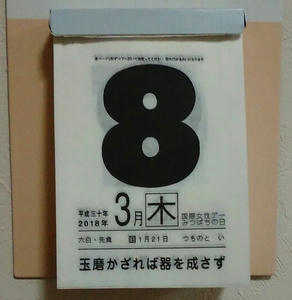 8
平成三十年
2018年
3月
木
国際女性デー
みつばちの日
六白・先負
旧1月21日
つちのと い
玉磨かざれば器を成さず